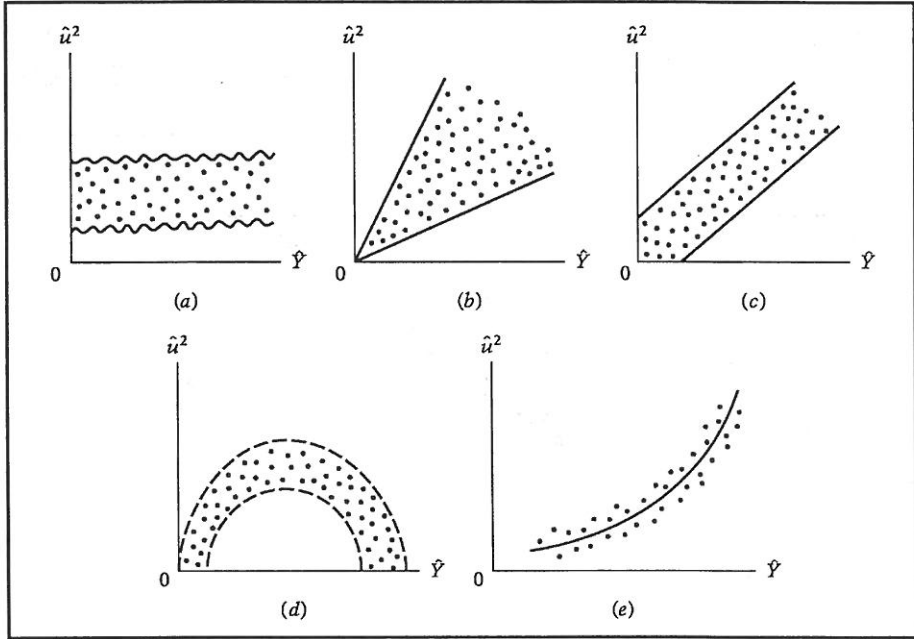 û² û² û²
0 Ŷ 0 Ŷ 0 Ŷ
(a) (b) (c)
û² û²
0 Ŷ 0 Ŷ
(d) (e)